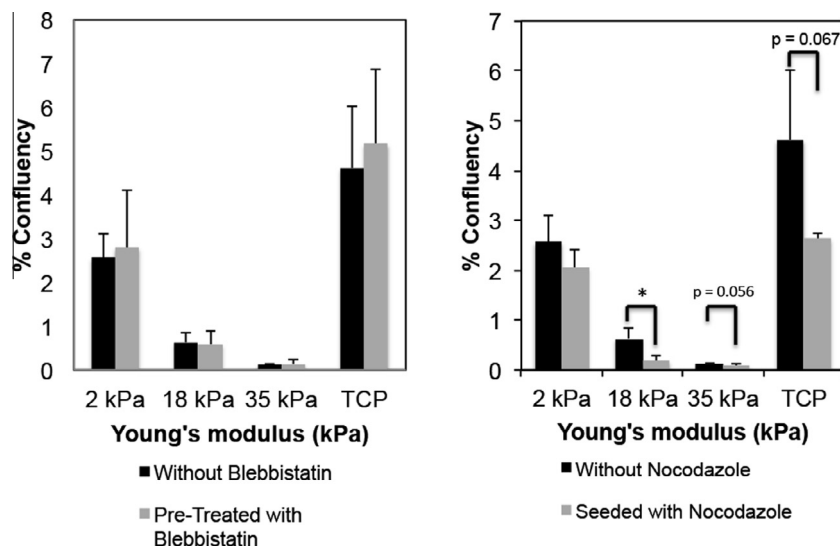 8
7
6
5
4
3
2
1
0
% Confluency
2 kPa 18 kPa 35 kPa TCP
Young's modulus (kPa)
Without Blebbistatin
Pre-Treated with
Blebbistatin
7
6
5
4
3
2
1
0
% Confluency
p = 0.067
*
p = 0.056
2 kPa 18 kPa 35 kPa TCP
Young's modulus (kPa)
Without Nocodazole
Seeded with Nocodazole